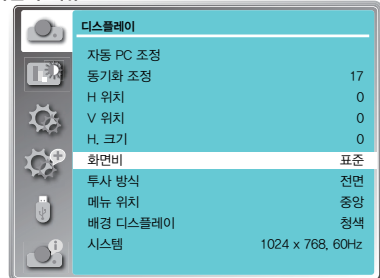 디스플레이
자동 PC 조정
동기화 조정 17
H 위치 0
V 위치 0
H. 크기 0
화면비 표준
투사 방식 전면
메뉴 위치 중앙
배경 디스플레이 청색
시스템 1024 x 768, 60Hz